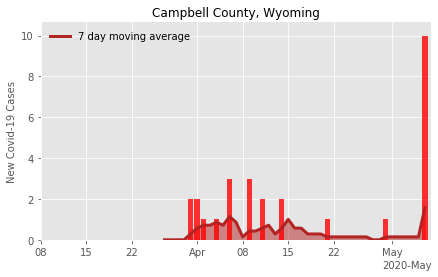 Campbell County, Wyoming
7 day moving average
New Covid-19 Cases
10
8
6
4
2
0
08 15 22 Apr 08 15 22 May
2020-May